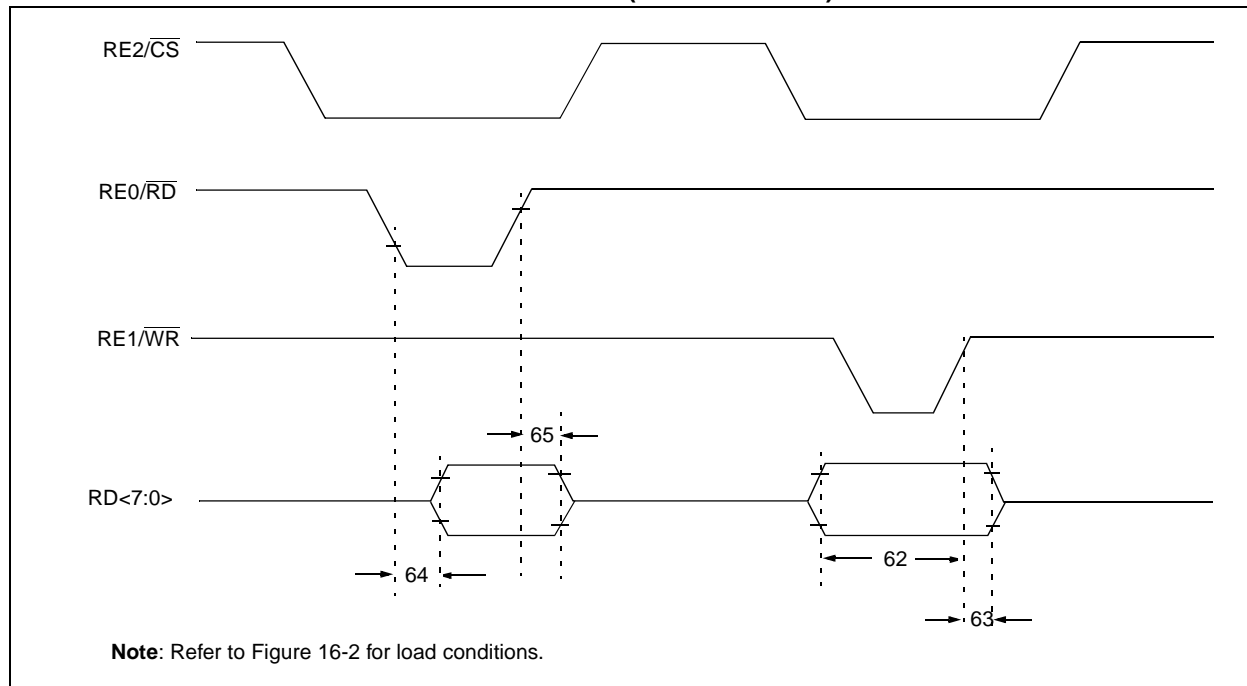 RE2/CS
RE0/RD
RE1/WR
65
RD<7:0>
62
64
63
Note: Refer to Figure 16-2 for load conditions.